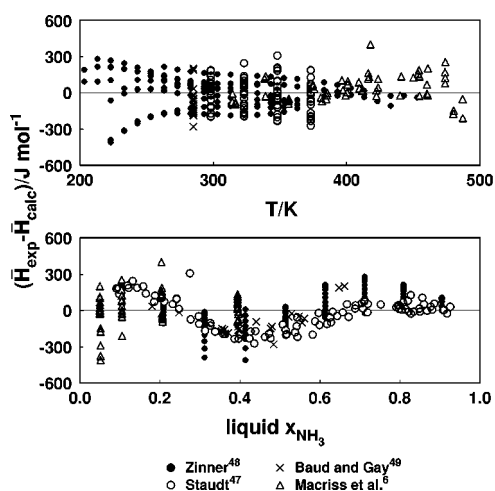 600
300
0
-300
-600
200 300 400 500
T/K
(H̄exp-H̄calc)/J mol⁻¹
600
300
0
-300
-600
0.0 0.2 0.4 0.6 0.8 1.0
liquid xNH₃
Zinner⁴⁸ Baud and Gay⁴⁹
Staudt⁴⁷ Macriss et al.⁶